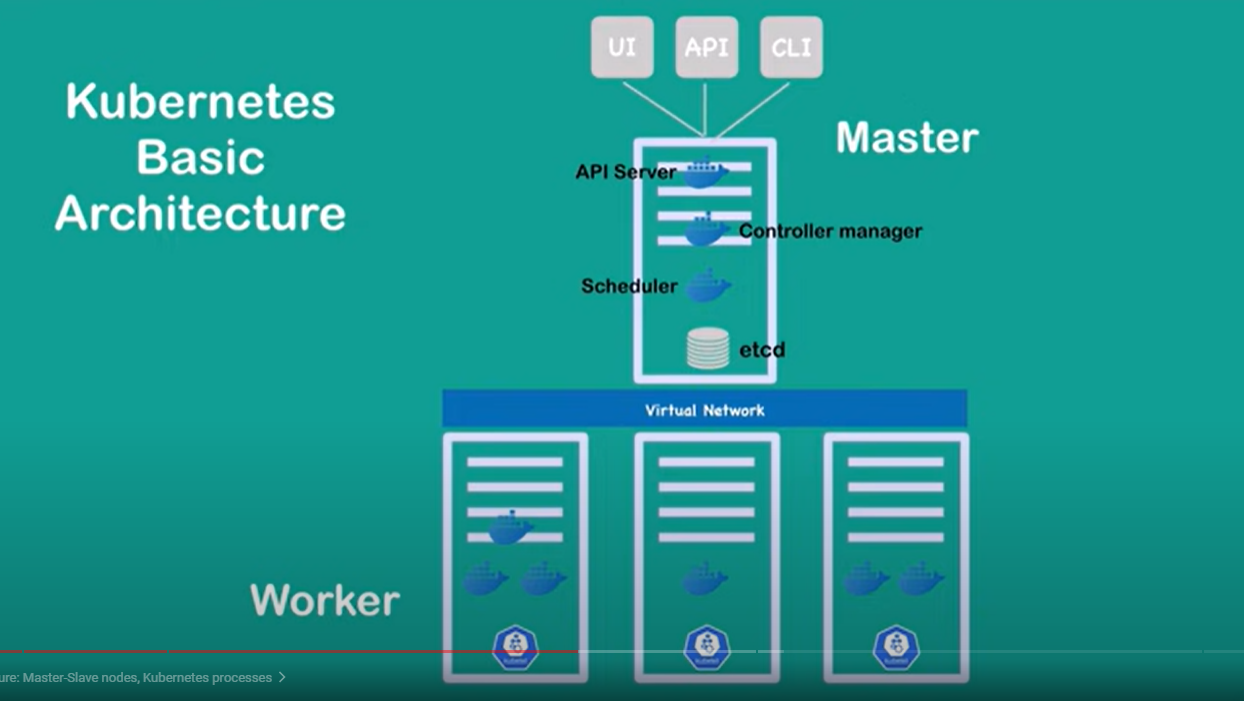 UI API CLI
Kubernetes
Basic
Architecture
Master
API Server
Controller manager
Scheduler
etcd
Virtual Network
Worker
ure: Master-Slave nodes, Kubernetes processes